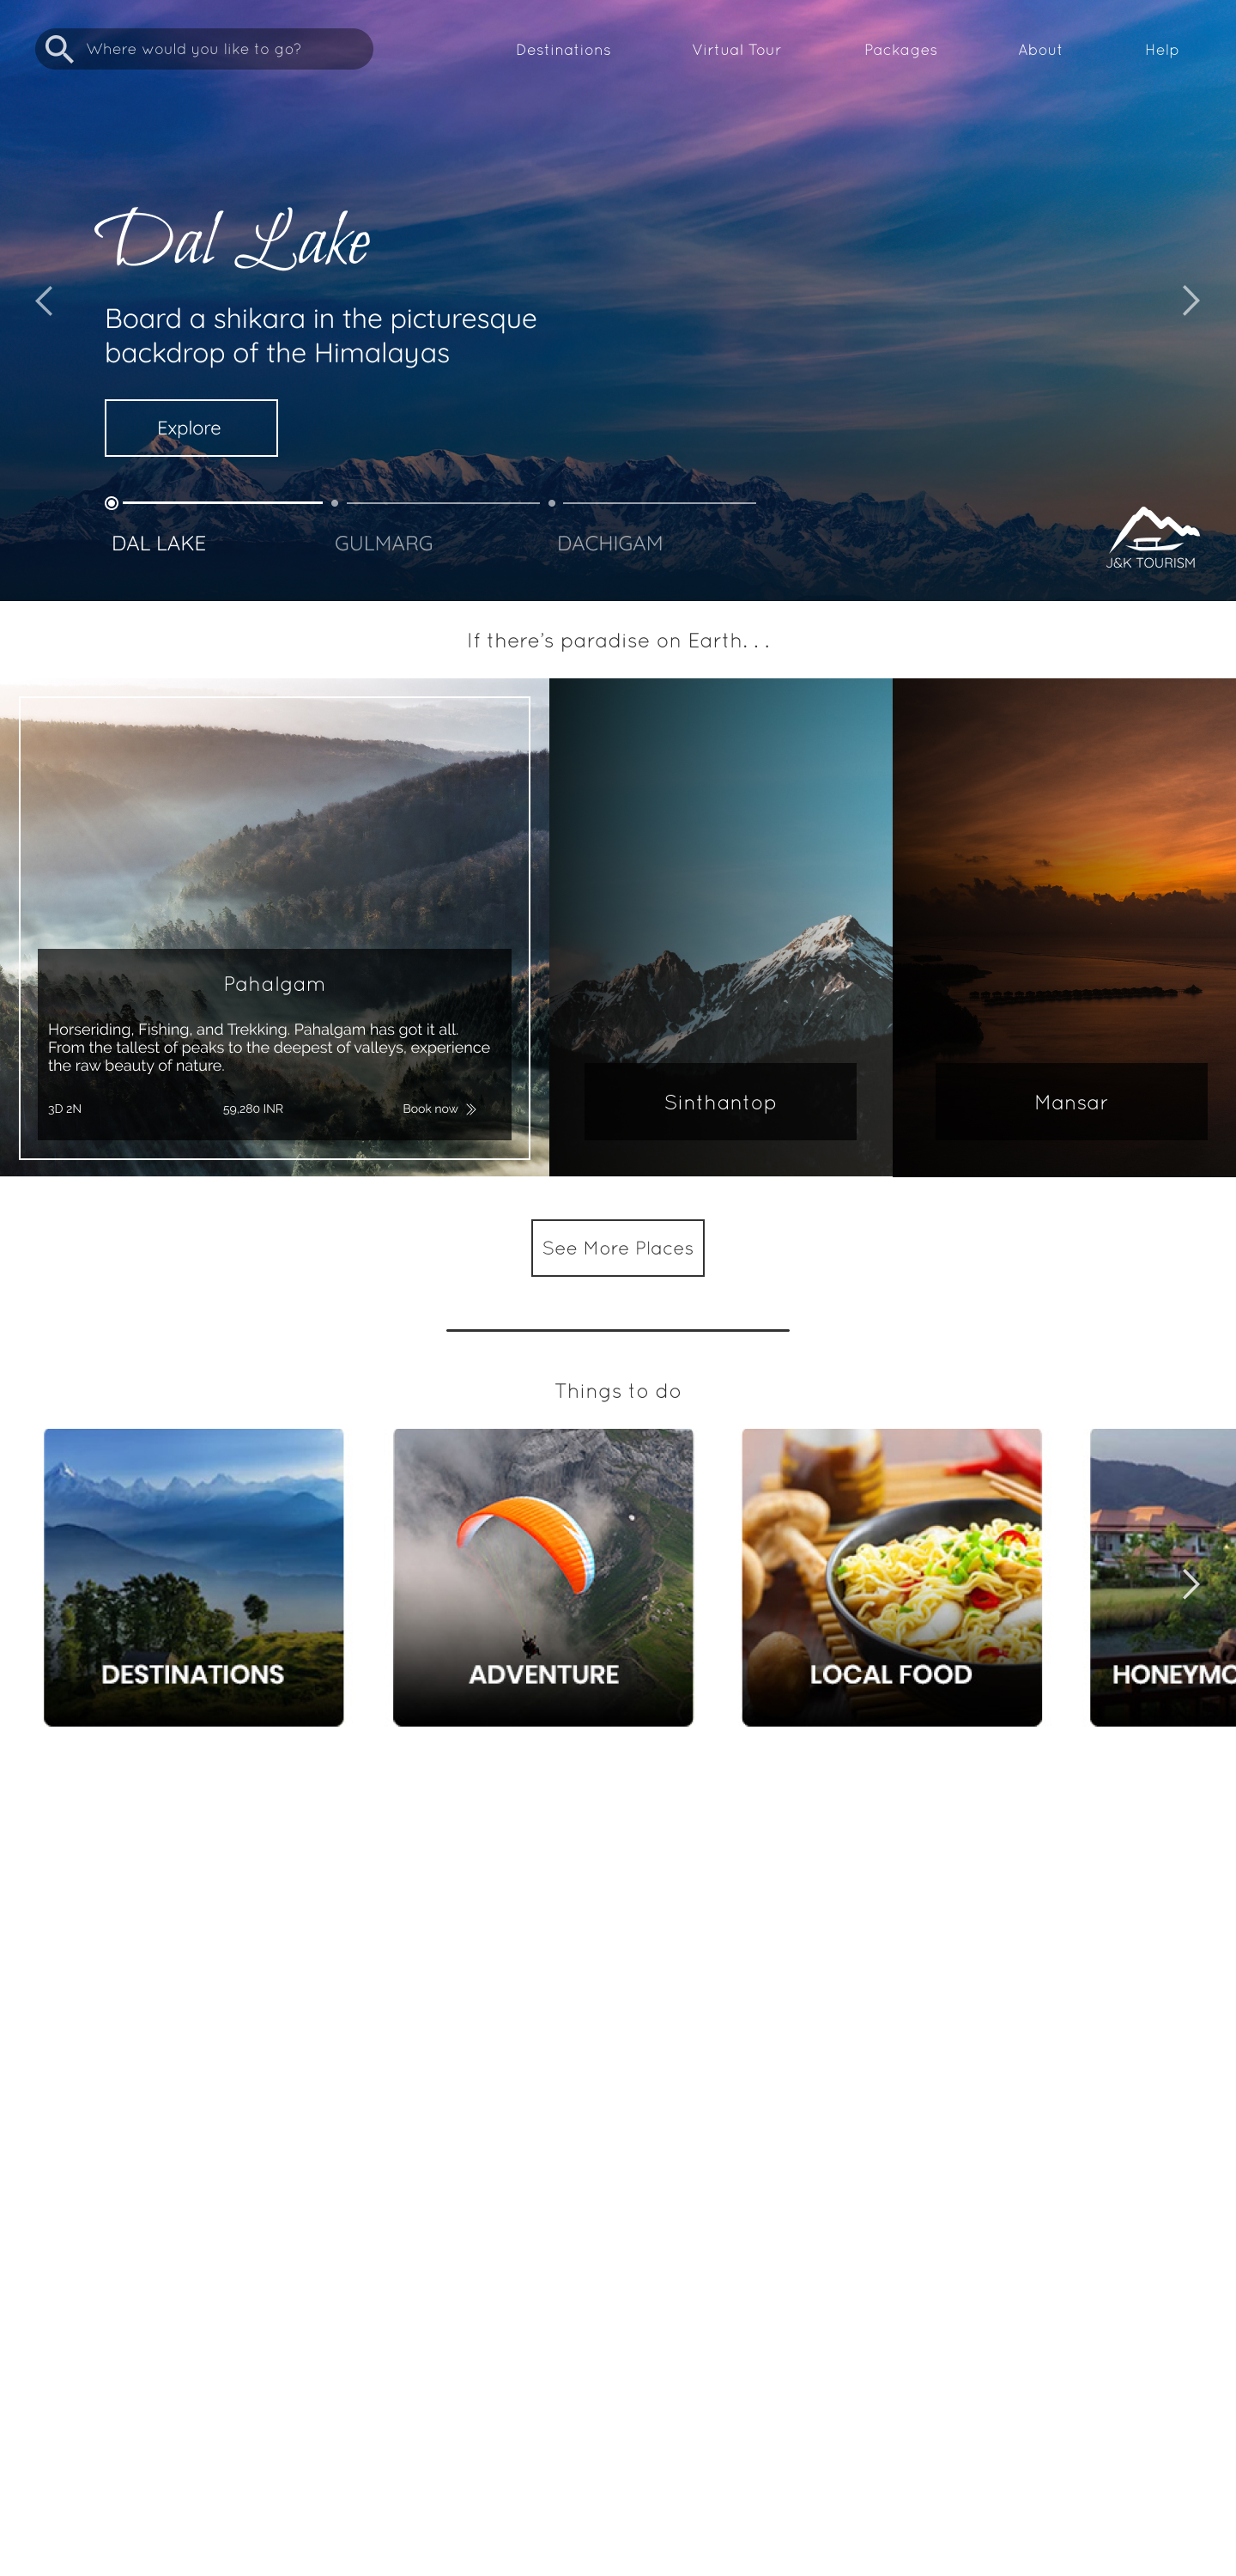 Where would you like to go?
Destinations
Virtual Tour
Packages
About
Help
Dal Lake
Board a shikara in the picturesque
backdrop of the Himalayas
Explore
DAL LAKE
GULMARG
DACHIGAM
J&K TOURISM
If there’s paradise on Earth. . .
Pahalgam
Horseriding, Fishing, and Trekking. Pahalgam has got it all.
From the tallest of peaks to the deepest of valleys, experience
the raw beauty of nature.
3D 2N
59,280 INR
Book now
Sinthantop
Mansar
See More Places
Things to do
DESTINATIONS
ADVENTURE
LOCAL FOOD
HONEYMO